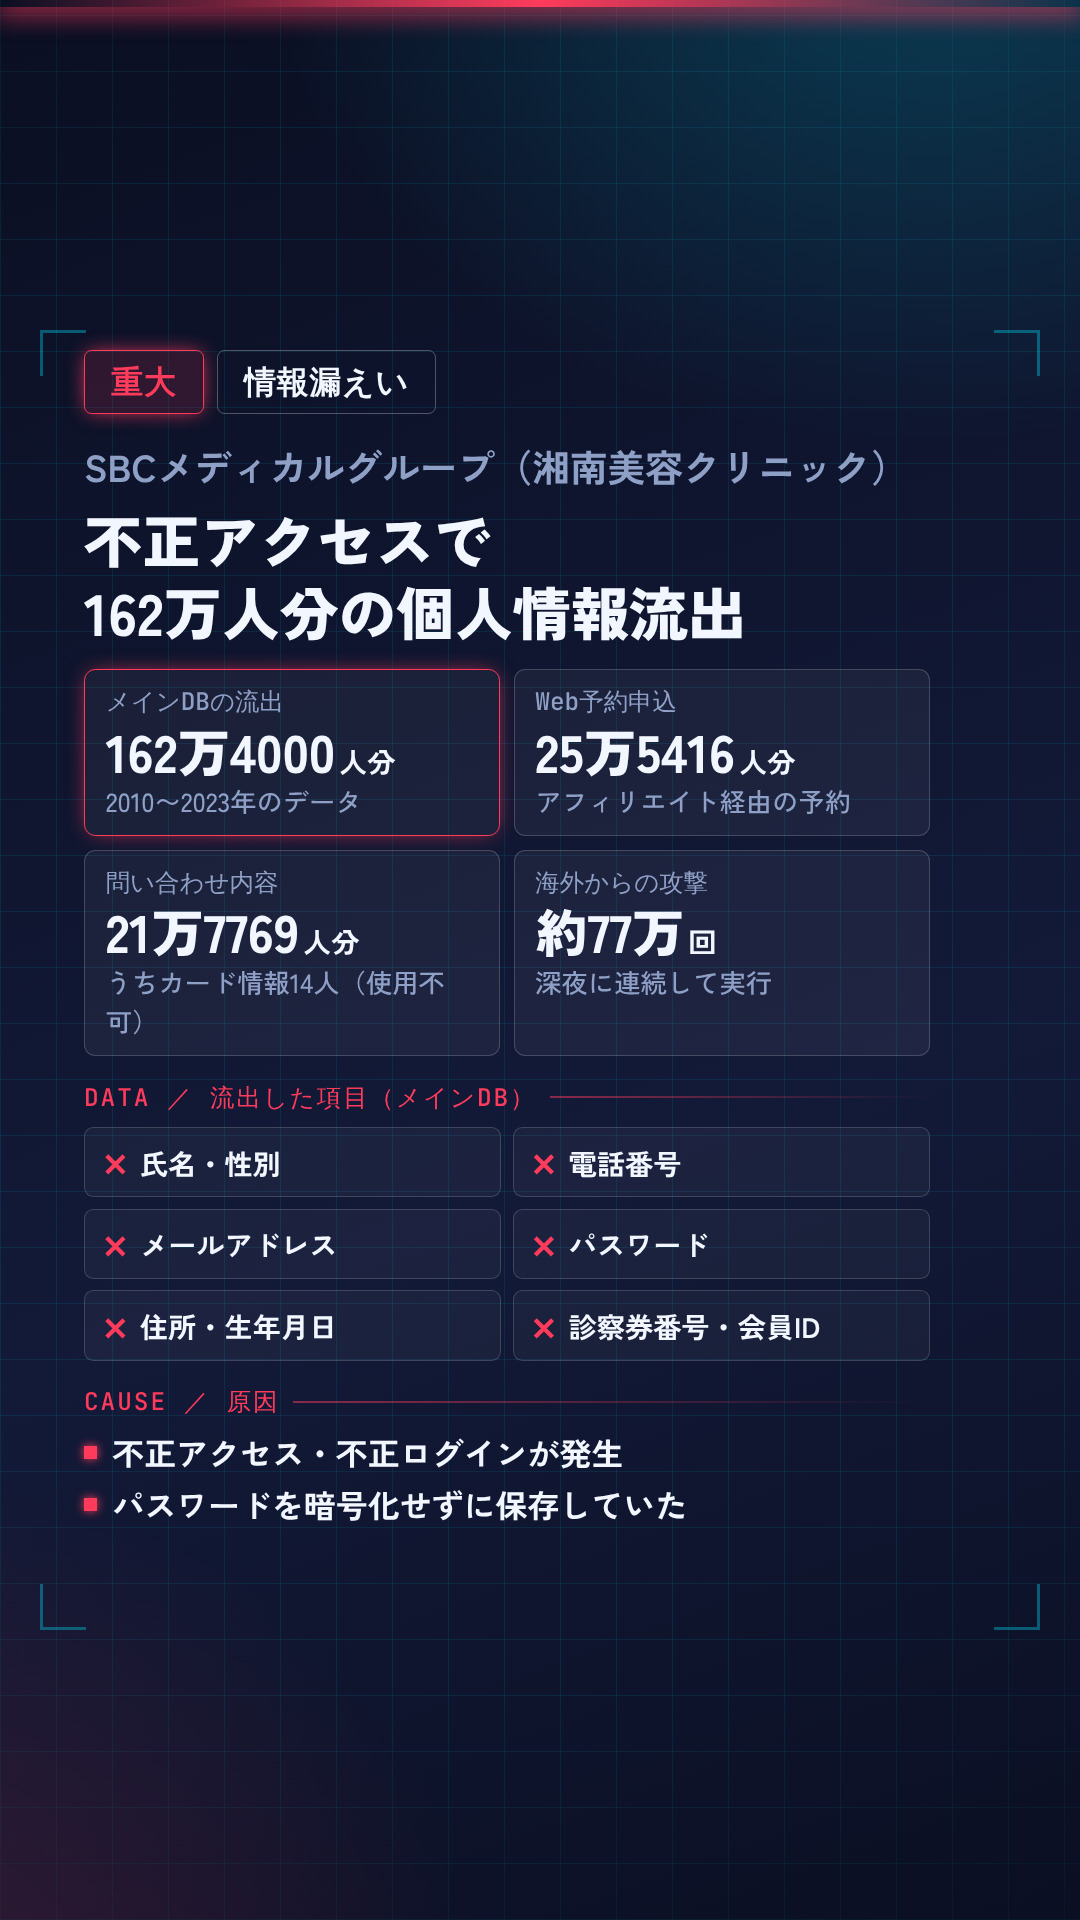 重大
情報漏えい
SBCメディカルグループ（湘南美容クリニック）
不正アクセスで
162万人分の個人情報流出
メインDBの流出
162万4000人分
2010〜2023年のデータ
Web予約申込
25万5416人分
アフィリエイト経由の予約
問い合わせ内容
21万7769人分
うちカード情報14人（使用不
可）
海外からの攻撃
約77万回
深夜に連続して実行
DATA ／ 流出した項目（メインDB）
✕ 氏名・性別
✕ 電話番号
✕ メールアドレス
✕ パスワード
✕ 住所・生年月日
✕ 診察券番号・会員ID
CAUSE ／ 原因
不正アクセス・不正ログインが発生
パスワードを暗号化せずに保存していた